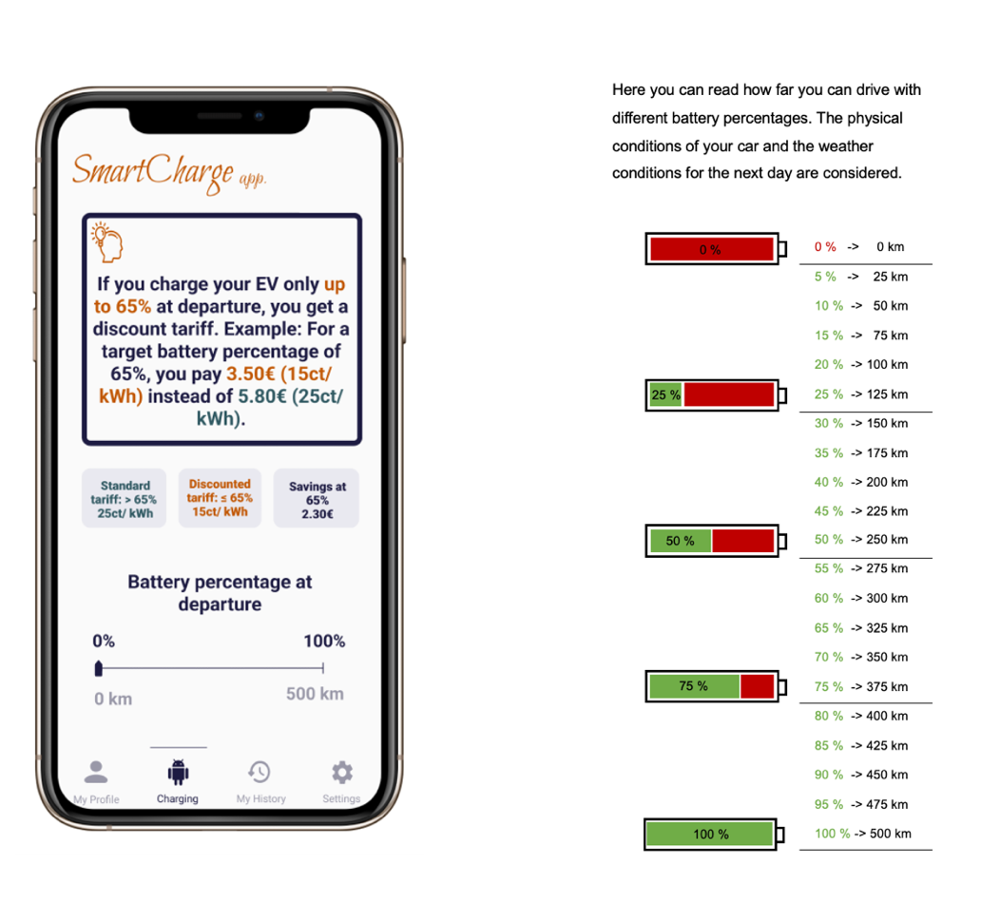 SmartCharge app.
If you charge your EV only up
to 65% at departure, you get a
discount tariff. Example: For a
target battery percentage of
65%, you pay 3.50€ (15ct/
kWh) instead of 5.80€ (25ct/
kWh).
Standard
tariff: > 65%
25ct/ kWh
Discounted
tariff: ≤ 65%
15ct/ kWh
Savings at
65%
2.30€
Battery percentage at
departure
0%
100%
0 km
500 km
My Profile
Charging
My History
Settings
Here you can read how far you can drive with
different battery percentages. The physical
conditions of your car and the weather
conditions for the next day are considered.
0 %
0 % -> 0 km
5 % -> 25 km
10 % -> 50 km
15 % -> 75 km
20 % -> 100 km
25 %
25 % -> 125 km
30 % -> 150 km
35 % -> 175 km
40 % -> 200 km
45 % -> 225 km
50 %
50 % -> 250 km
55 % -> 275 km
60 % -> 300 km
65 % -> 325 km
70 % -> 350 km
75 %
75 % -> 375 km
80 % -> 400 km
85 % -> 425 km
90 % -> 450 km
95 % -> 475 km
100 %
100 % -> 500 km